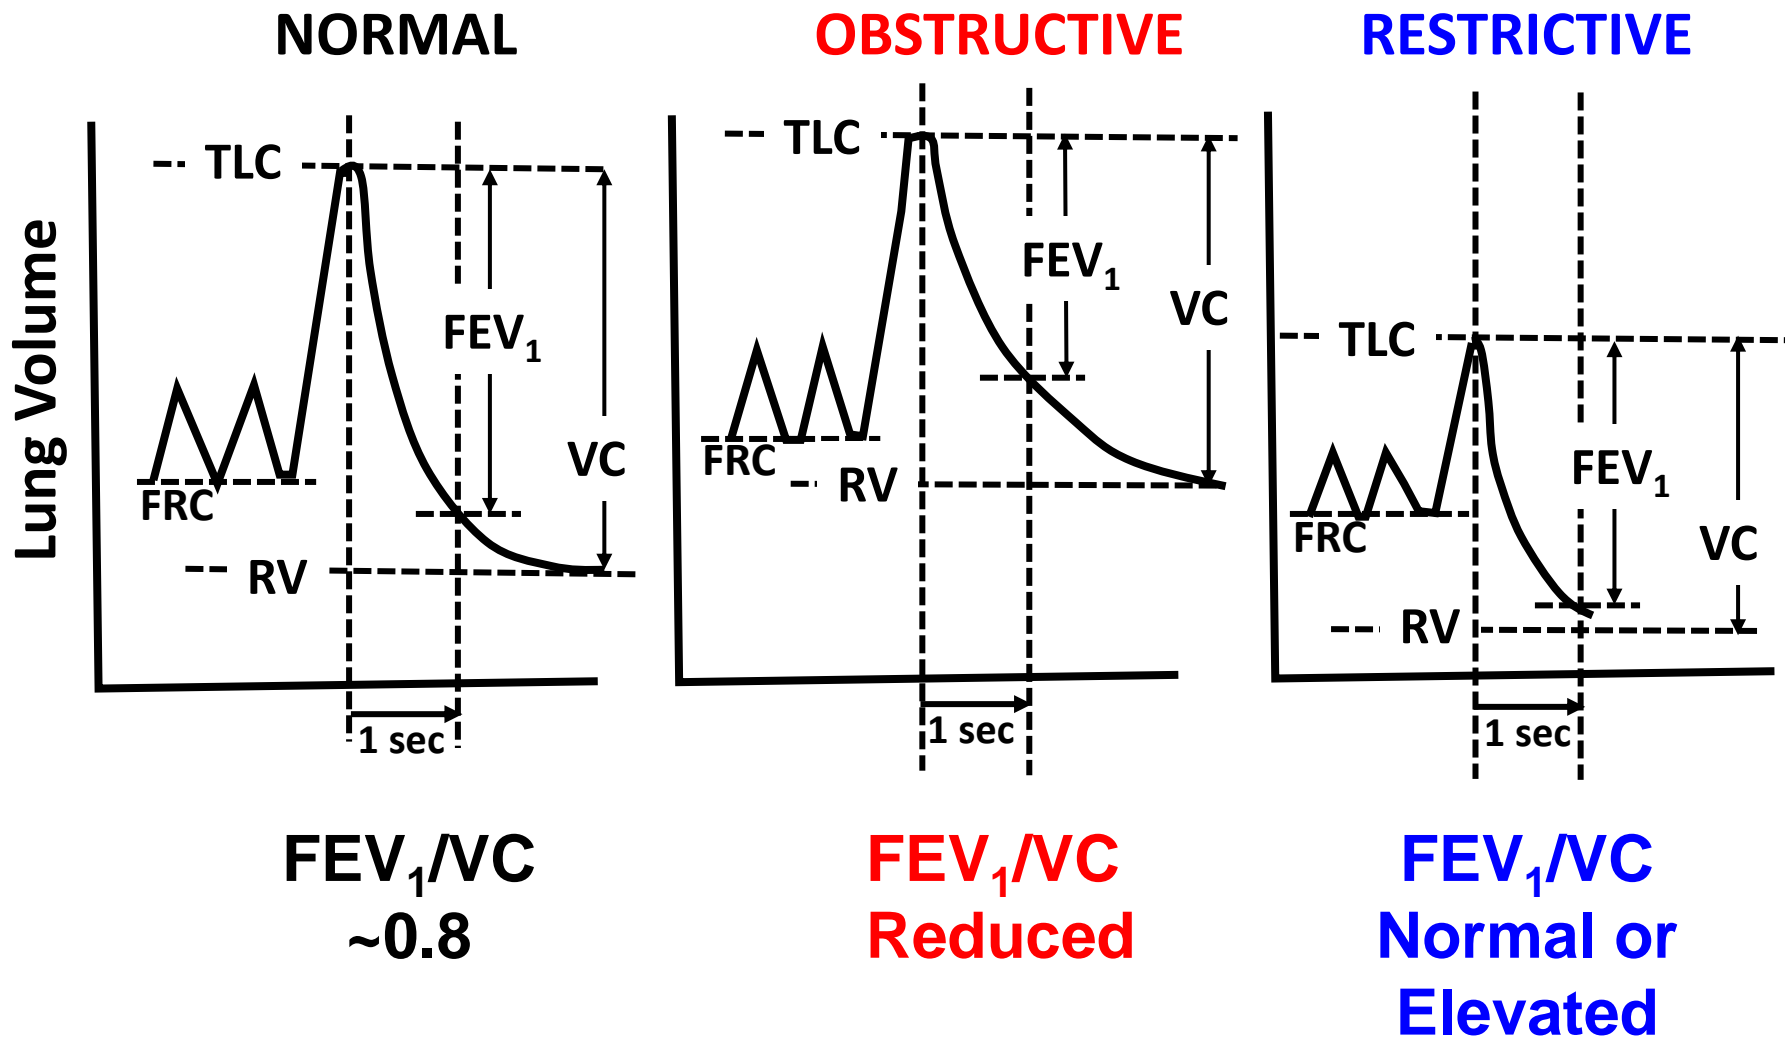 NORMAL
OBSTRUCTIVE
RESTRICTIVE
Lung Volume
TLC
FEV₁
VC
FRC
RV
1 sec
TLC
FEV₁
VC
FRC
RV
1 sec
TLC
FEV₁
VC
FRC
RV
1 sec
FEV₁/VC
~0.8
FEV₁/VC
Reduced
FEV₁/VC
Normal or
Elevated